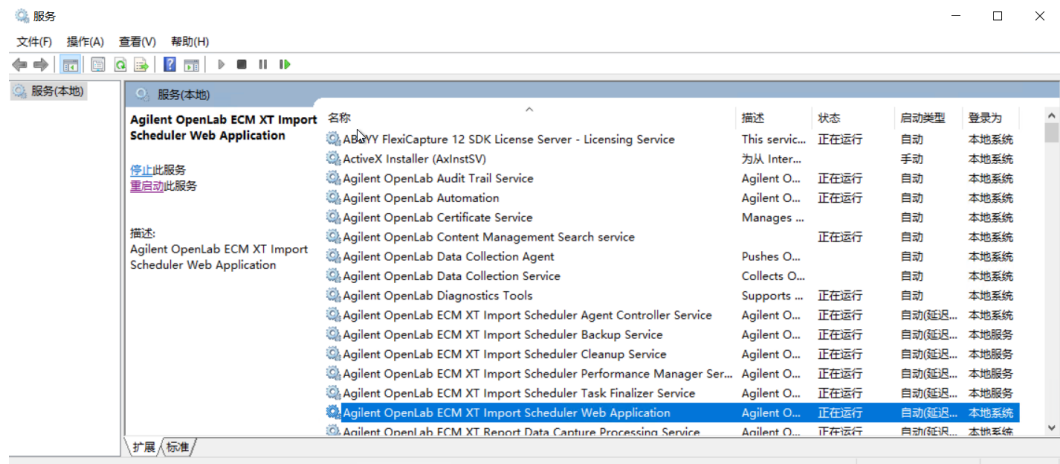 服务
文件(F) 操作(A) 查看(V) 帮助(H)
服务(本地)
服务(本地)
Agilent OpenLab ECM XT Import Scheduler Web Application
停止此服务
重启动此服务
描述:
Agilent OpenLab ECM XT Import Scheduler Web Application
名称 描述 状态 启动类型 登录为
ABBYY FlexiCapture 12 SDK License Server - Licensing Service This servic... 正在运行 自动 本地系统
ActiveX Installer (AxInstSV) 为从 Inter... 手动 本地系统
Agilent OpenLab Audit Trail Service Agilent O... 正在运行 自动 本地系统
Agilent OpenLab Automation Agilent O... 正在运行 自动 本地系统
Agilent OpenLab Certificate Service Manages ... 自动 本地系统
Agilent OpenLab Content Management Search service 正在运行 自动 本地系统
Agilent OpenLab Data Collection Agent Pushes O... 自动 本地系统
Agilent OpenLab Data Collection Service Collects O... 自动 本地系统
Agilent OpenLab Diagnostics Tools Supports ... 正在运行 自动 本地系统
Agilent OpenLab ECM XT Import Scheduler Agent Controller Service Agilent O... 正在运行 自动(延迟... 本地系统
Agilent OpenLab ECM XT Import Scheduler Backup Service Agilent O... 正在运行 自动(延迟... 本地服务
Agilent OpenLab ECM XT Import Scheduler Cleanup Service Agilent O... 正在运行 自动(延迟... 本地服务
Agilent OpenLab ECM XT Import Scheduler Performance Manager Ser... Agilent O... 正在运行 自动(延迟... 本地服务
Agilent OpenLab ECM XT Import Scheduler Task Finalizer Service Agilent O... 正在运行 自动(延迟... 本地服务
Agilent OpenLab ECM XT Import Scheduler Web Application Agilent O... 正在运行 自动(延迟... 本地系统
Agilent OpenLab ECM XT Report Data Capture Processing Service Agilent O... 正在运行 自动(延迟... 本地系统
扩展 标准